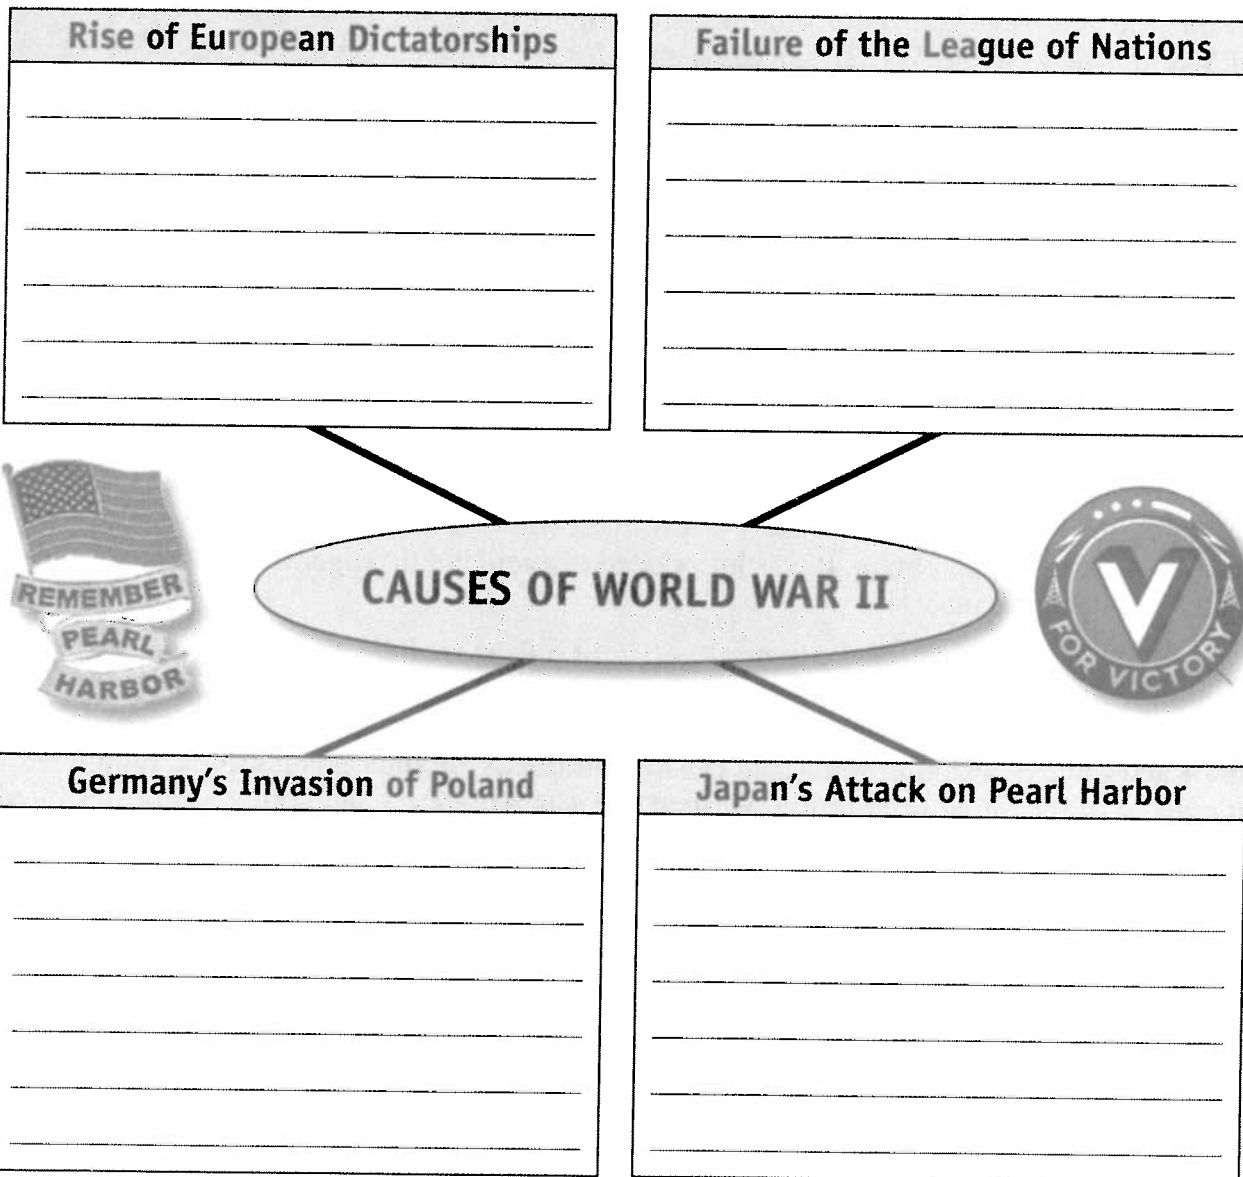 Rise of European Dictatorships
Failure of the League of Nations
REMEMBER
PEARL
HARBOR
CAUSES OF WORLD WAR II
V
FOR VICTORY
Germany's Invasion of Poland
Japan's Attack on Pearl Harbor